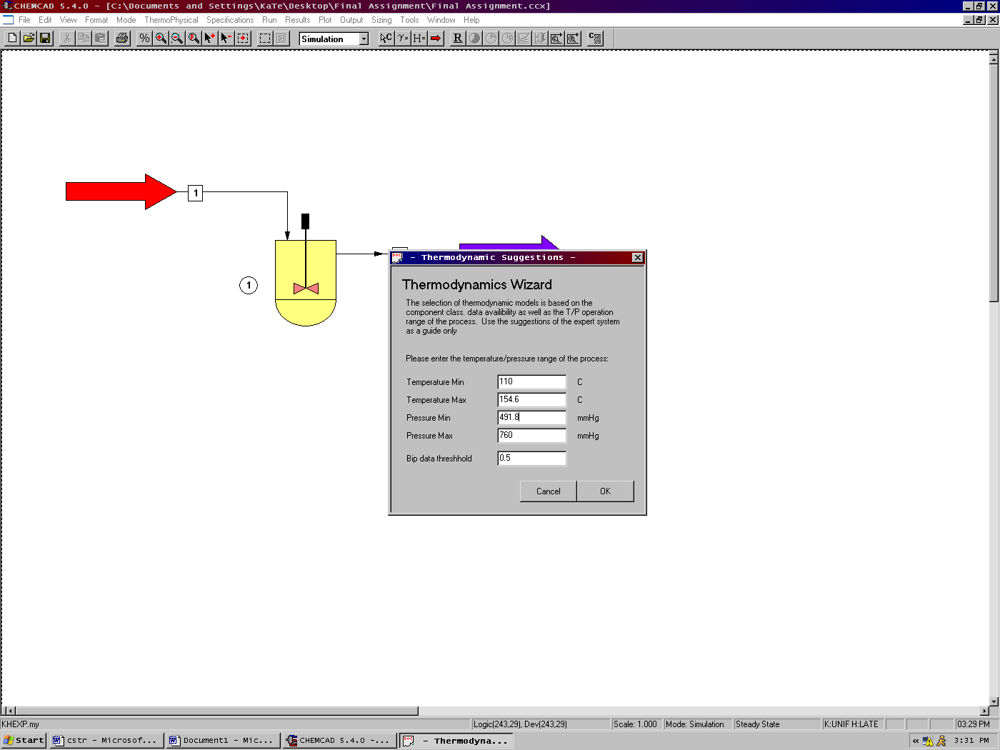 CHEMCAD 5.4.0 - [C:\Documents and Settings\KaTe\Desktop\Final Assignment\Final Assignment.ccx]
File Edit View Format Mode ThermoPhysical Specifications Run Results Plot Output Sizing Tools Window Help
% Simulation C γ= H= R
1
1
- Thermodynamic Suggestions -
Thermodynamics Wizard
The selection of thermodynamic models is based on the
component class. data availibility as well as the T/P operation
range of the process. Use the suggestions of the expert system
as a guide only
Please enter the temperature/pressure range of the process:
Temperature Min 110 C
Temperature Max 154.6 C
Pressure Min 491.8 mmHg
Pressure Max 760 mmHg
Bip data threshhold 0.5
Cancel OK
KHEXP.my Logic(243,29), Dev(243,29) Scale: 1.000 Mode: Simulation Steady State K:UNIF H:LATE 03:29 PM
Start cstr - Microsof... Document1 - Mic... CHEMCAD 5.4.0 -... - Thermodyna... « 3:31 PM